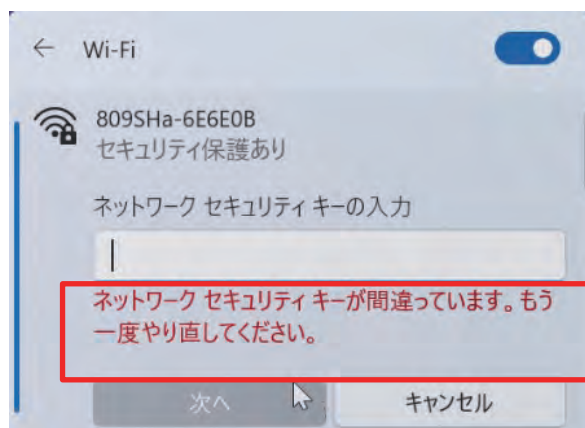 ← Wi-Fi
809SHa-6E6E0B
セキュリティ保護あり
ネットワーク セキュリティ キーの入力
ネットワーク セキュリティ キーが間違っています。もう
一度やり直してください。
次へ
キャンセル